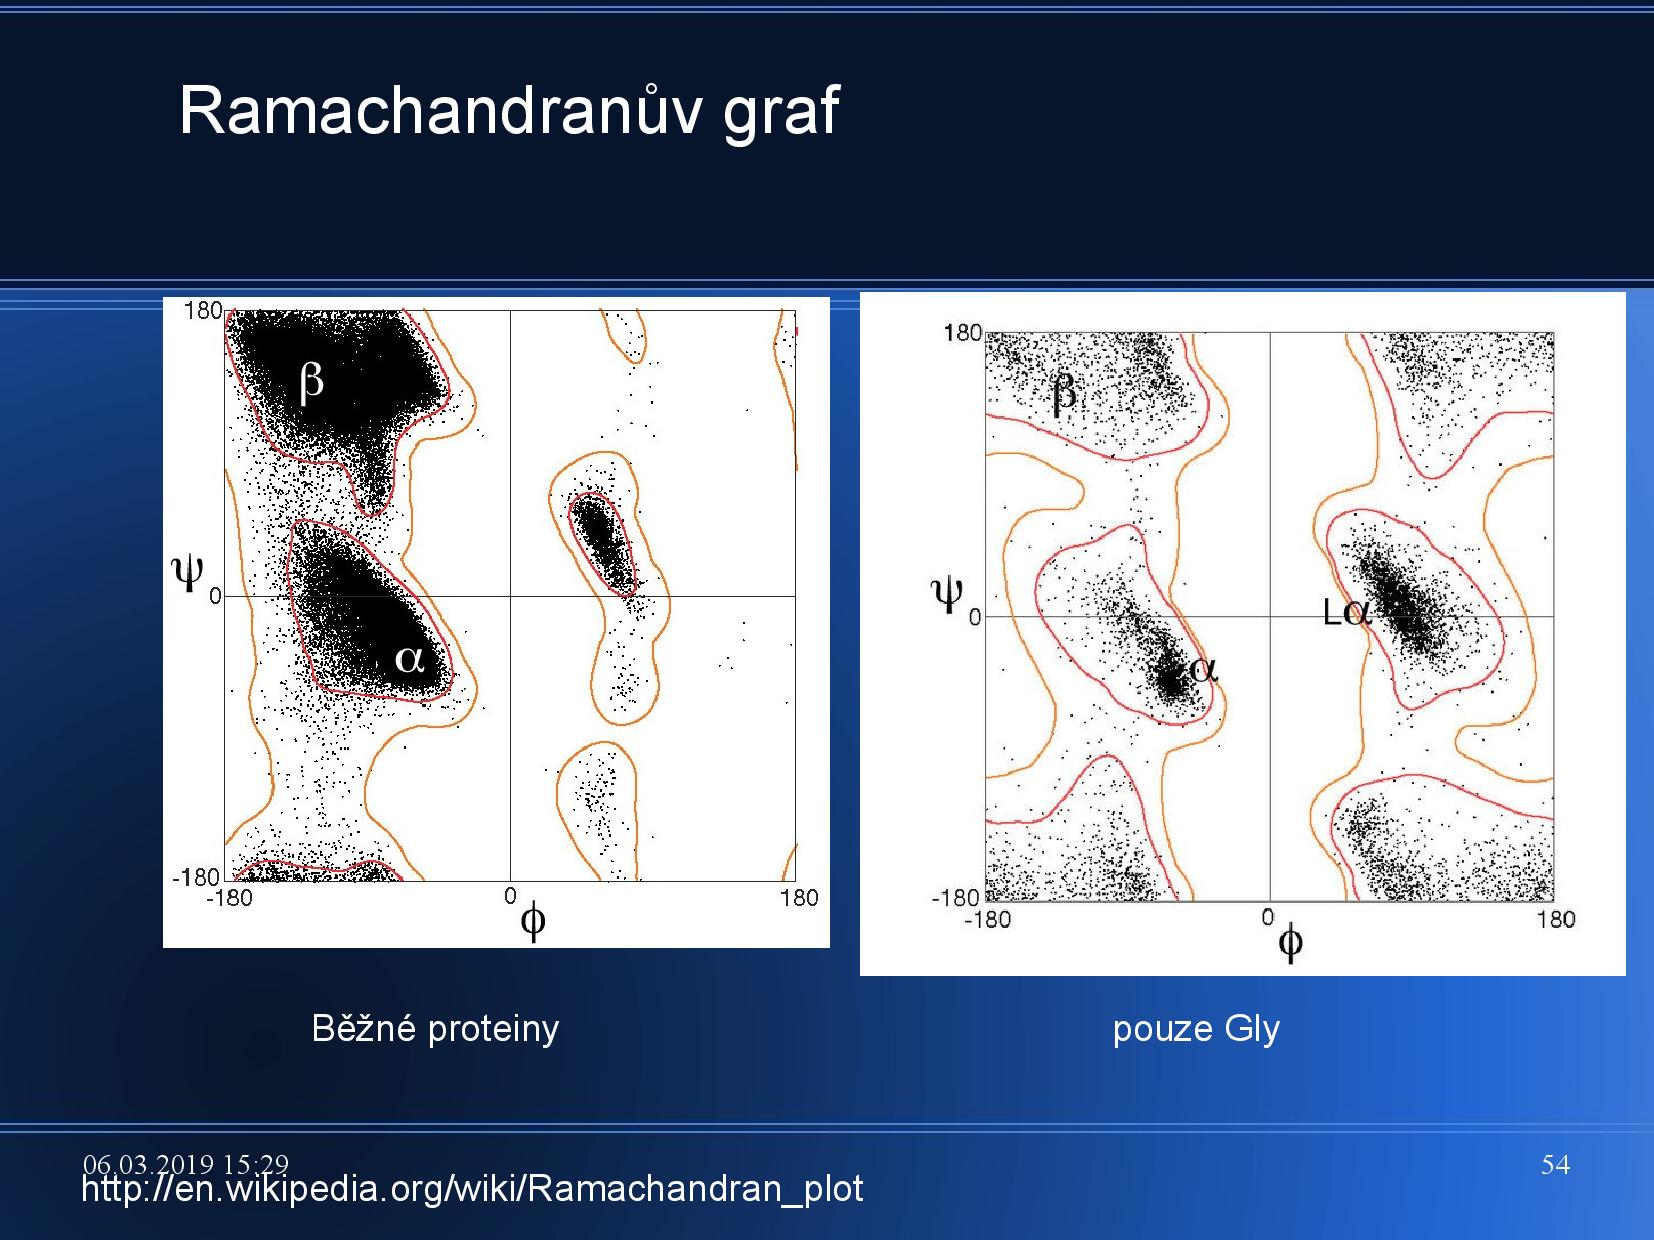 Ramachandranův graf
180
β
ψ
0
α
-180
-180
0
180
ϕ
180
β
ψ
0
Lα
α
-180
-180
0
180
ϕ
Běžné proteiny
pouze Gly
06.03.2019 15:29
54
http://en.wikipedia.org/wiki/Ramachandran_plot